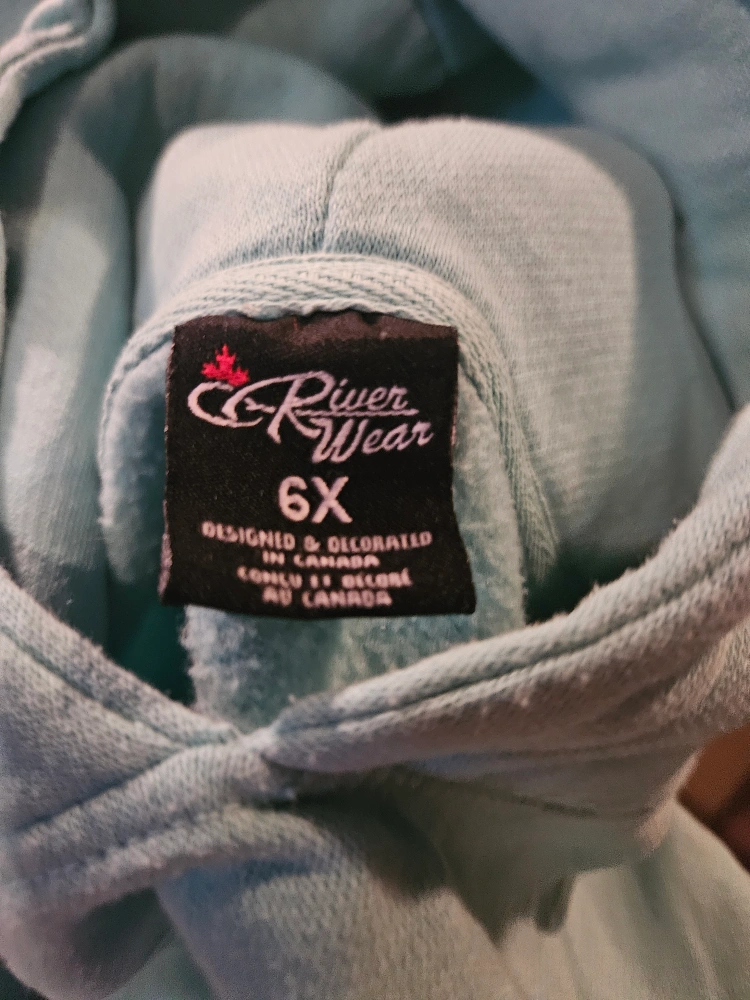 River
Wear
6X
DESIGNED & DECORATED
IN CANADA
CONÇU ET DÉCORÉ
AU CANADA